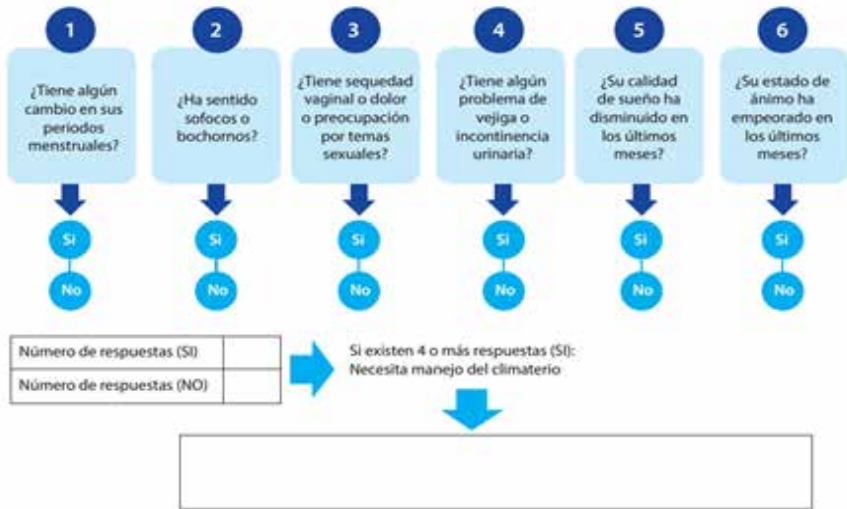 1
¿Tiene algún
cambio en sus
periodos
menstruales?
Si
No
2
¿Ha sentido
sofocos o
bochornos?
Si
No
3
¿Tiene sequedad
vaginal o dolor
o preocupación
por temas
sexuales?
Si
No
4
¿Tiene algún
problema de
vejiga o
incontinencia
urinaria?
Si
No
5
¿Su calidad
de sueño ha
disminuido en
los últimos
meses?
Si
No
6
¿Su estado de
ánimo ha
empeorado en
los últimos
meses?
Si
No
Número de respuestas (SI)
Número de respuestas (NO)
Si existen 4 o más respuestas (SI):
Necesita manejo del climaterio